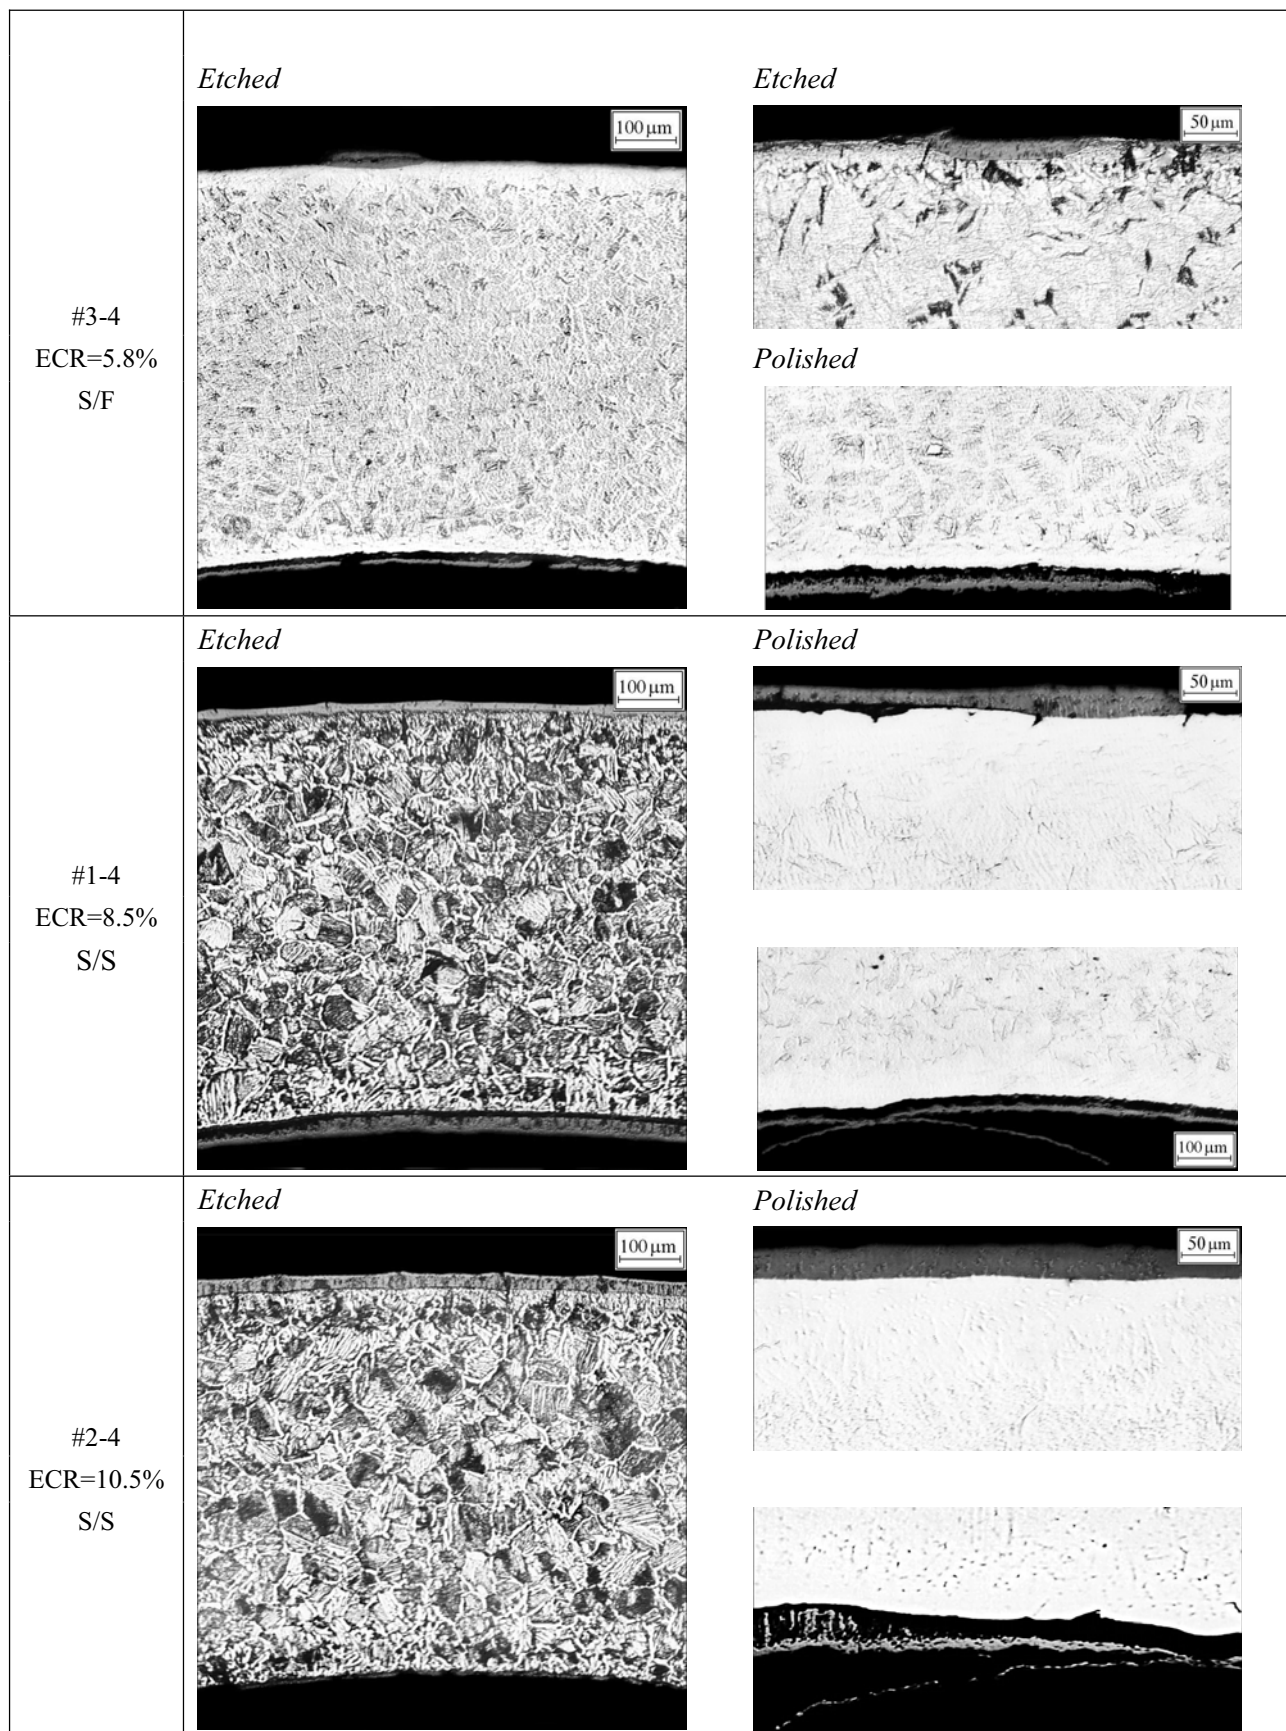 Etched
Etched
100 µm
50 µm
#3-4
ECR=5.8%
S/F
Polished
Etched
Polished
100 µm
50 µm
#1-4
ECR=8.5%
S/S
100 µm
Etched
Polished
100 µm
50 µm
#2-4
ECR=10.5%
S/S